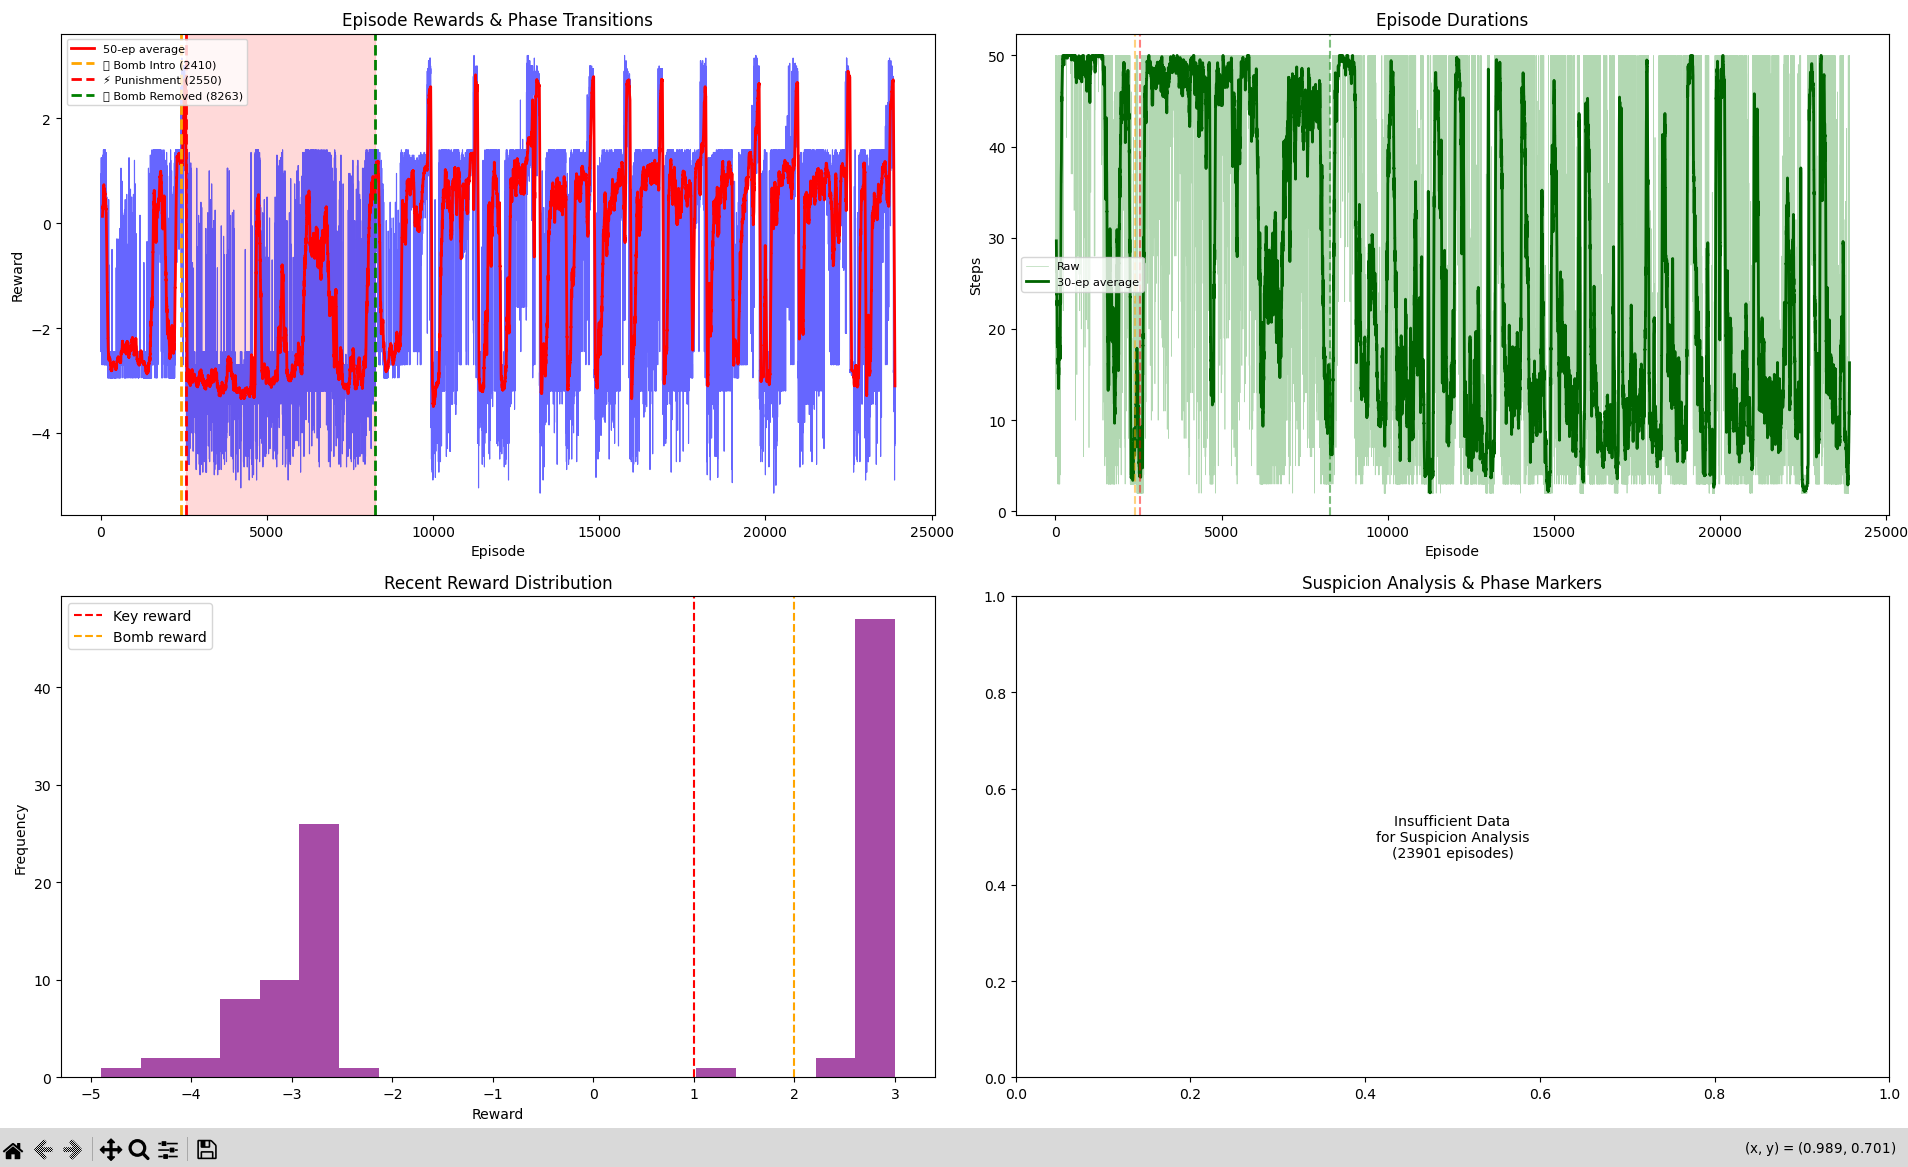 Episode Rewards & Phase Transitions
50-ep average
Bomb Intro (2410)
⚡ Punishment (2550)
Bomb Removed (8263)
2
0
−2
−4
Reward
0
5000
10000
15000
20000
25000
Episode
Episode Durations
50
40
30
20
10
0
Steps
Raw
30-ep average
0
5000
10000
15000
20000
25000
Episode
Recent Reward Distribution
Key reward
Bomb reward
40
30
20
10
0
Frequency
−5
−4
−3
−2
−1
0
1
2
3
Reward
Suspicion Analysis & Phase Markers
1.0
0.8
0.6
0.4
0.2
0.0
Insufficient Data
for Suspicion Analysis
(23901 episodes)
0.0
0.2
0.4
0.6
0.8
1.0
(x, y) = (0.989, 0.701)